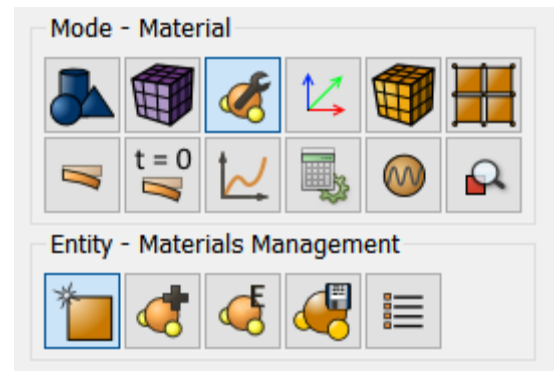 Mode - Material
t = 0
Entity - Materials Management
E